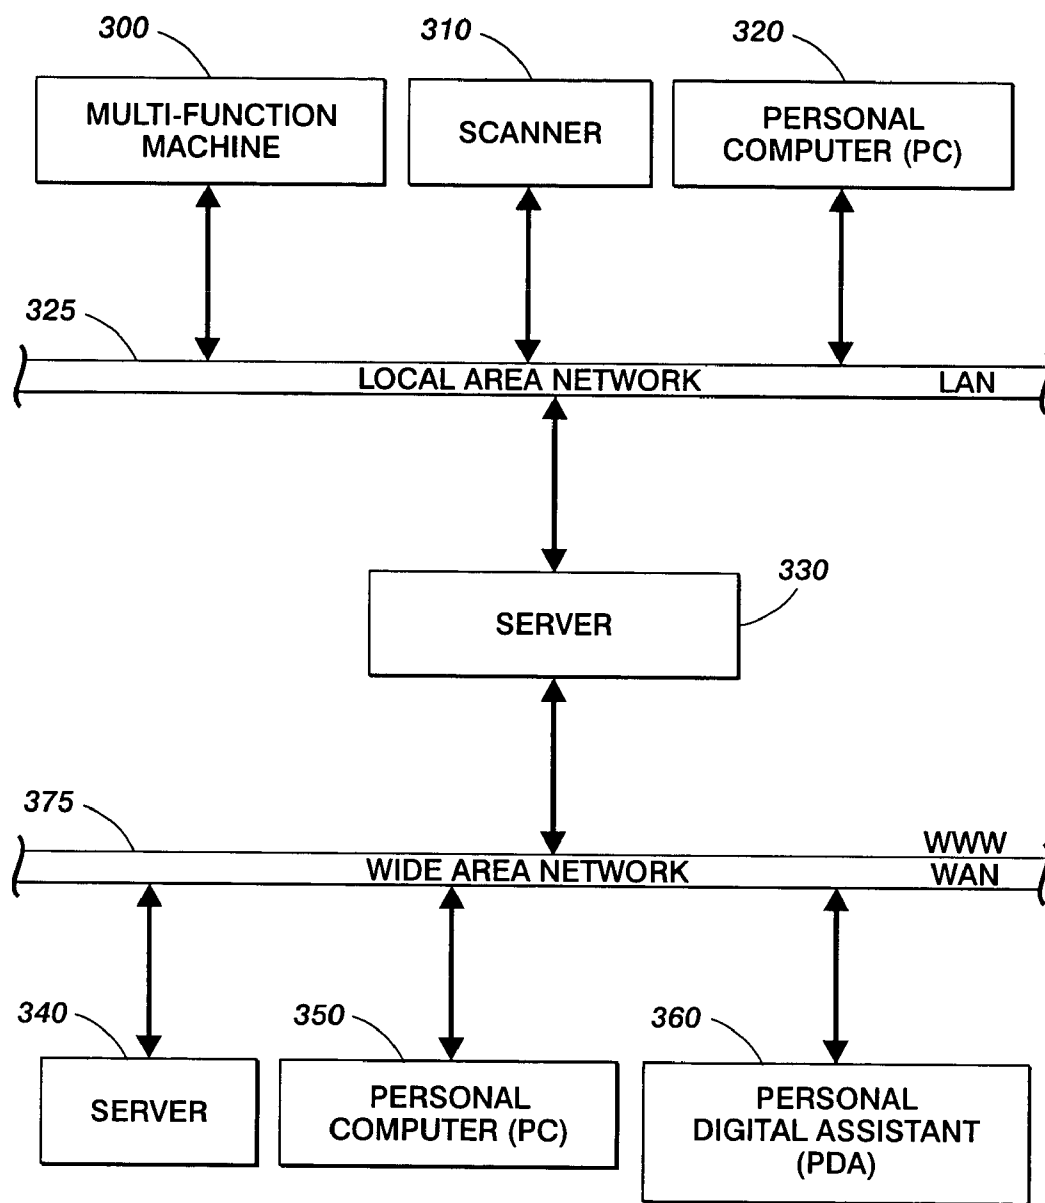 300
310
320
MULTI-FUNCTION
MACHINE
SCANNER
PERSONAL
COMPUTER (PC)
325
LOCAL AREA NETWORK
LAN
330
SERVER
375
WWW
WIDE AREA NETWORK
WAN
340
350
360
SERVER
PERSONAL
COMPUTER (PC)
PERSONAL
DIGITAL ASSISTANT
(PDA)